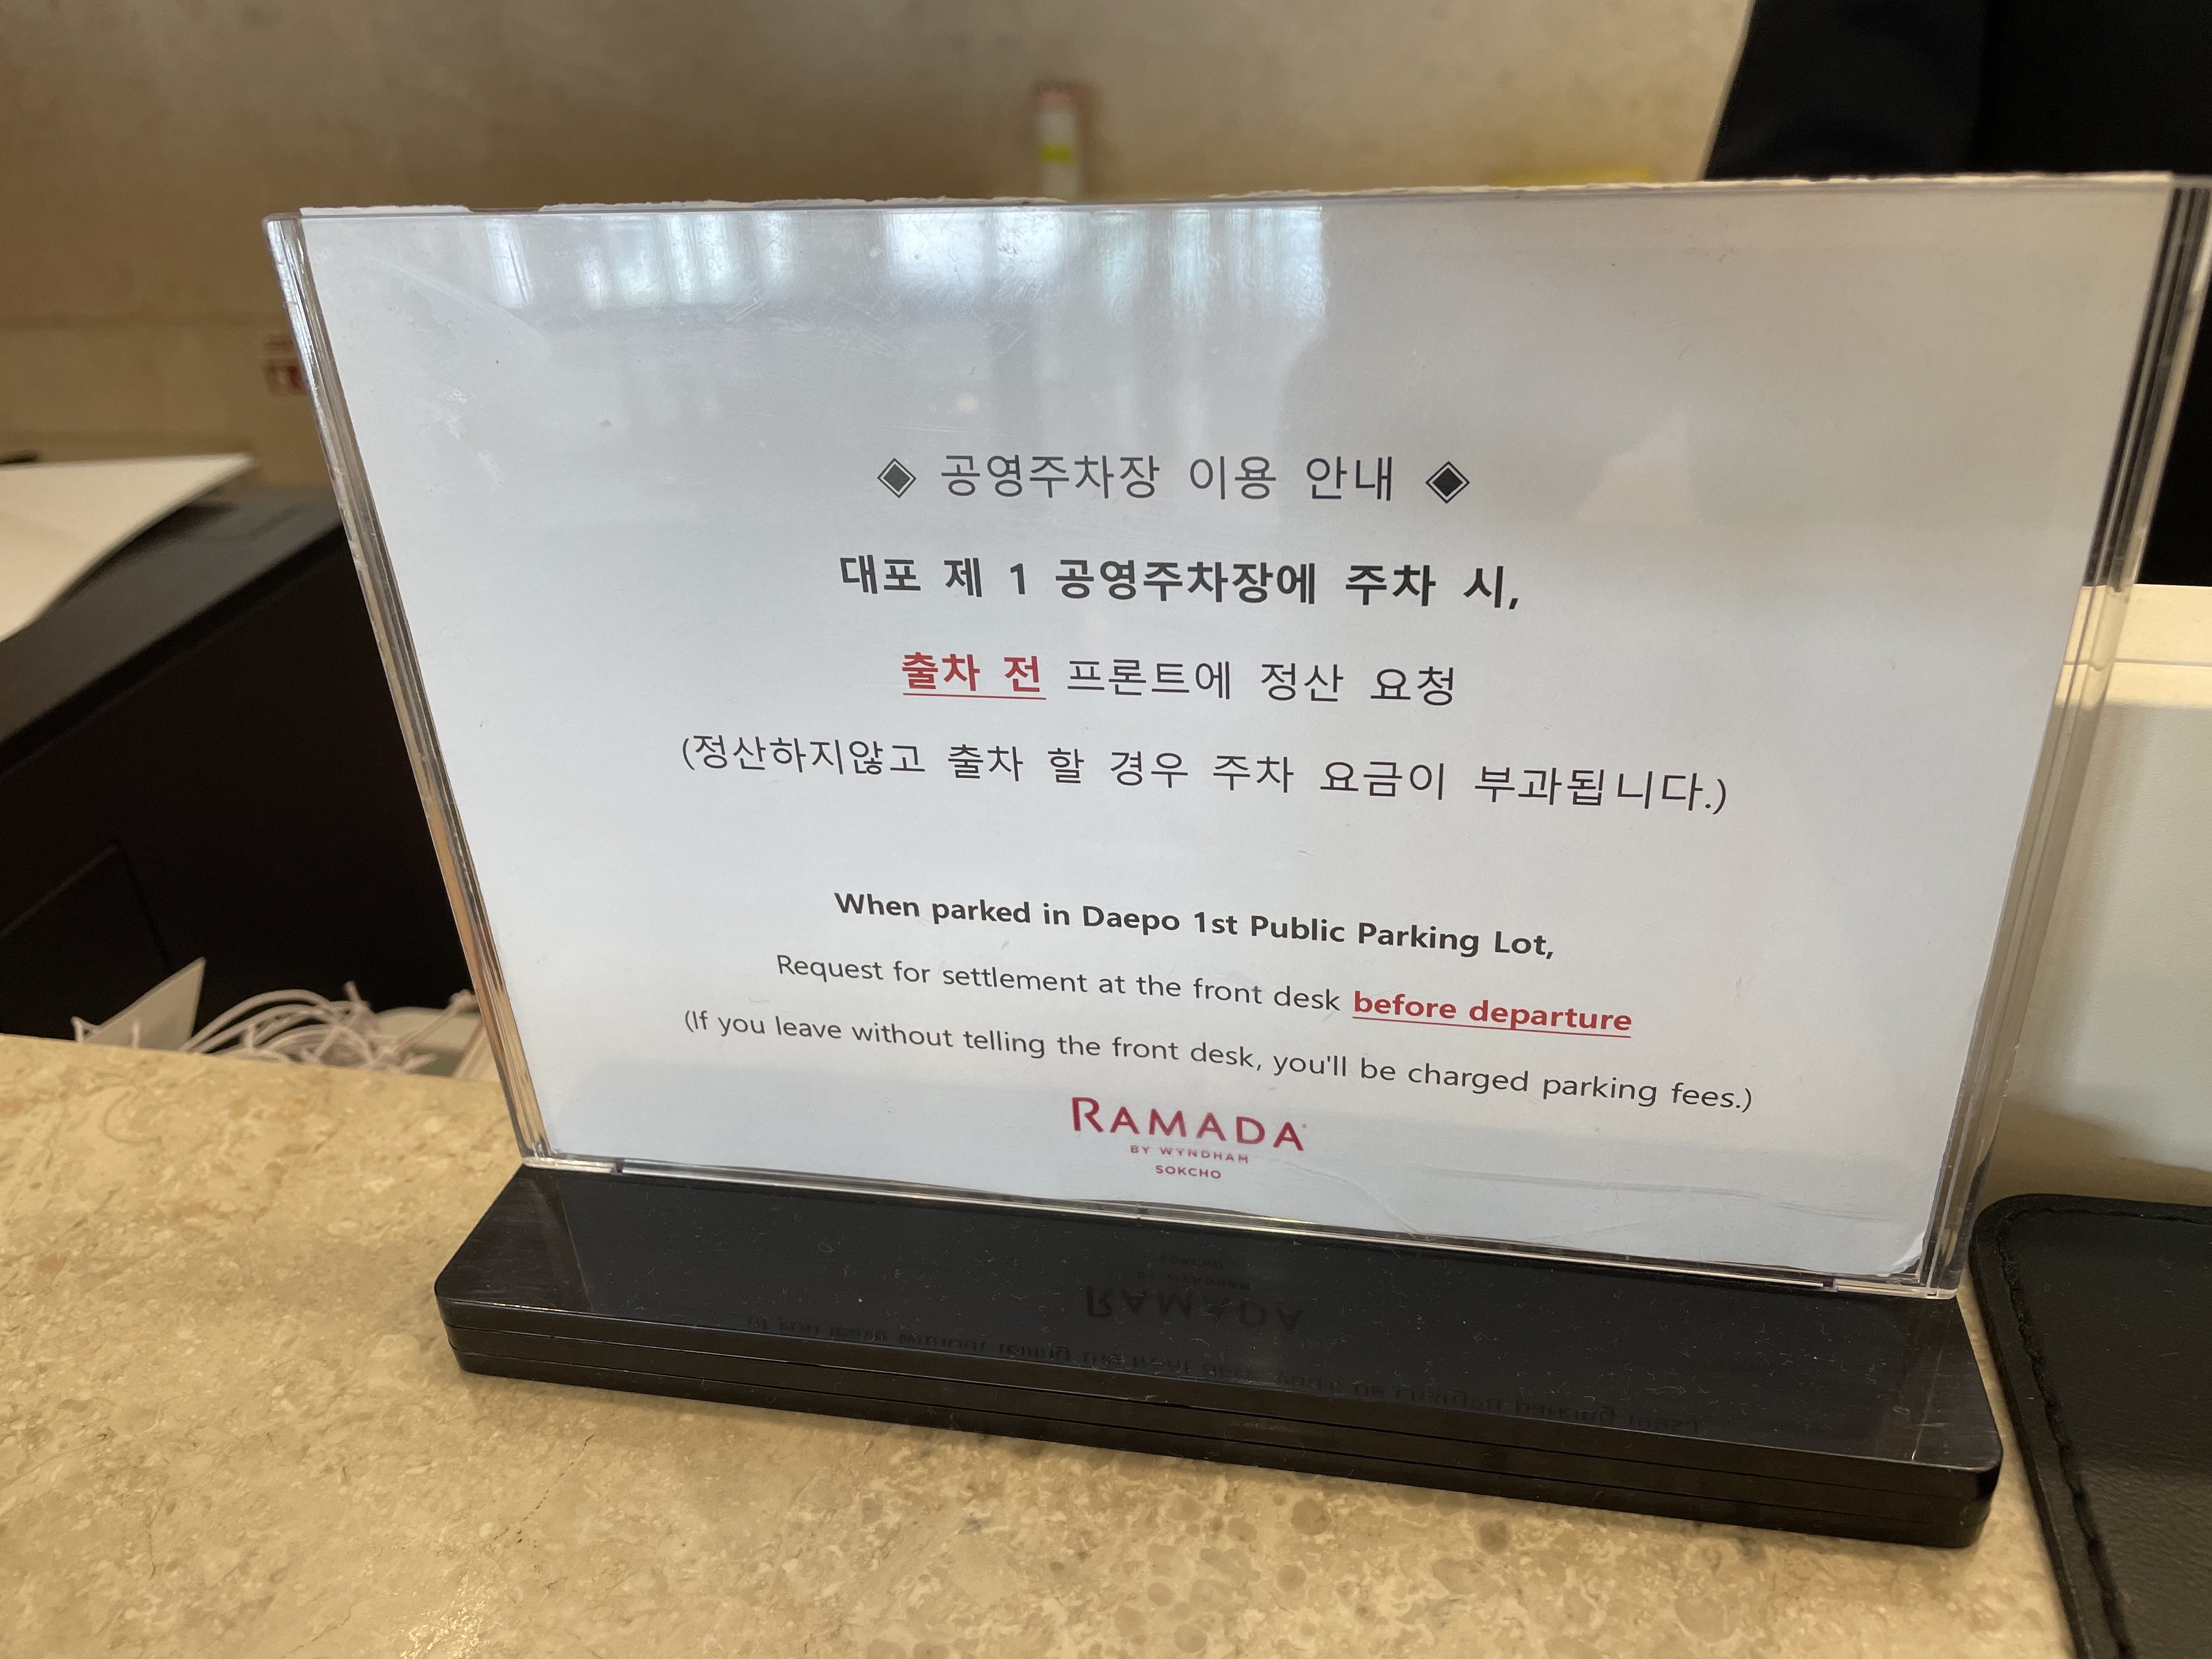 ◈ 공영주차장 이용 안내 ◈
대포 제 1 공영주차장에 주차 시,
출차 전 프론트에 정산 요청
(정산하지않고 출차 할 경우 주차 요금이 부과됩니다.)
When parked in Daepo 1st Public Parking Lot,
Request for settlement at the front desk before departure
(If you leave without telling the front desk, you'll be charged parking fees.)
RAMADA
BY WYNDHAM
SOKCHO